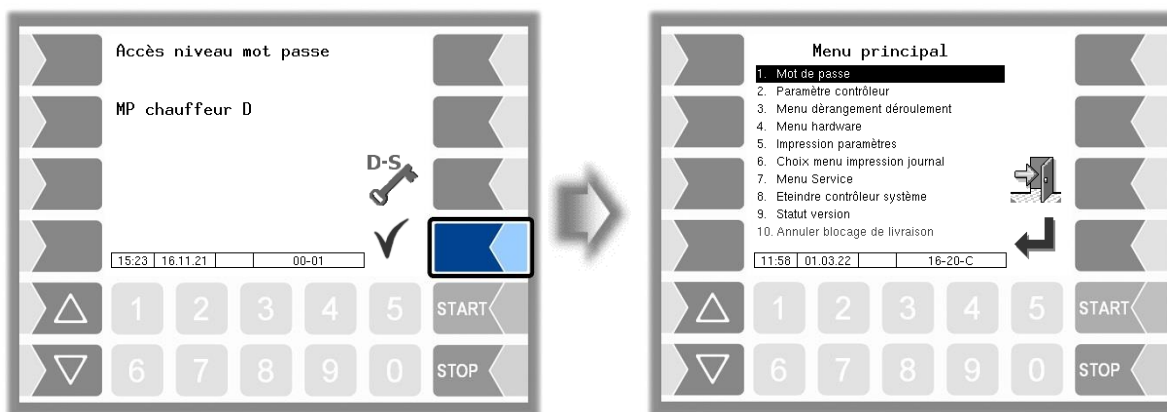 Accès niveau mot passe
MP chauffeur D
D-S
15:23 16.11.21 00-01
1 2 3 4 5 START
6 7 8 9 0 STOP
Menu principal
1. Mot de passe
2. Paramètre contrôleur
3. Menu dèrangement déroulement
4. Menu hardware
5. Impression paramètres
6. Choix menu impression journal
7. Menu Service
8. Eteindre contrôleur système
9. Statut version
10. Annuler blocage de livraison
11:58 01.03.22 16-20-C
1 2 3 4 5 START
6 7 8 9 0 STOP